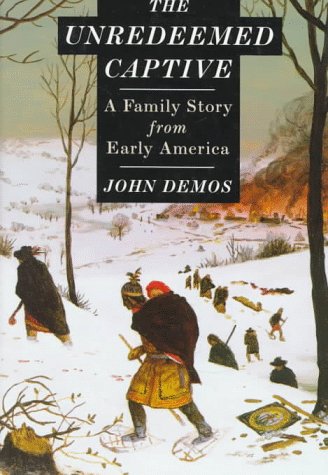 THE
UNREDEEMED
CAPTIVE
A Family Story
from
Early America
JOHN DEMOS